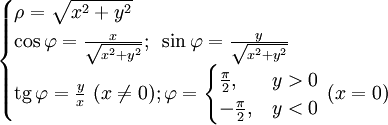 ρ = √(x² + y²)
cos φ = x/√(x²+y²); sin φ = y/√(x²+y²)
tg φ = y/x (x ≠ 0); φ = { π/2, y > 0
−π/2, y < 0 (x = 0)